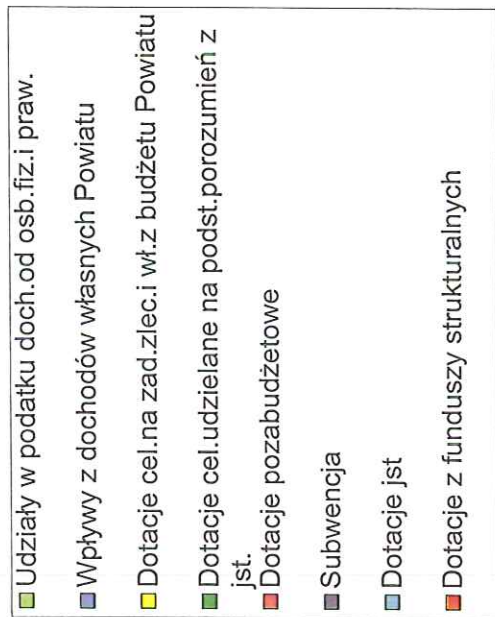 Udziały w podatku doch.od osb.fiz.i praw.
Wpływy z dochodów własnych Powiatu
Dotacje cel.na zad.zlec.i wł.z budżetu Powiatu
Dotacje cel.udzielane na podst.porozumień z
jst.
Dotacje pozabudżetowe
Subwencja
Dotacje jst
Dotacje z funduszy strukturalnych